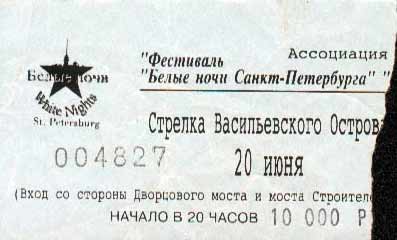 Ассоциация
"Фестиваль
"Белые ночи Санкт-Петербурга" "
Белые ночи
White Nights
St. Petersburg
Стрелка Васильевского Острова
004827
20 июня
(Вход со стороны Дворцового моста и моста
НАЧАЛО В 20 ЧАСОВ 10 000 Р